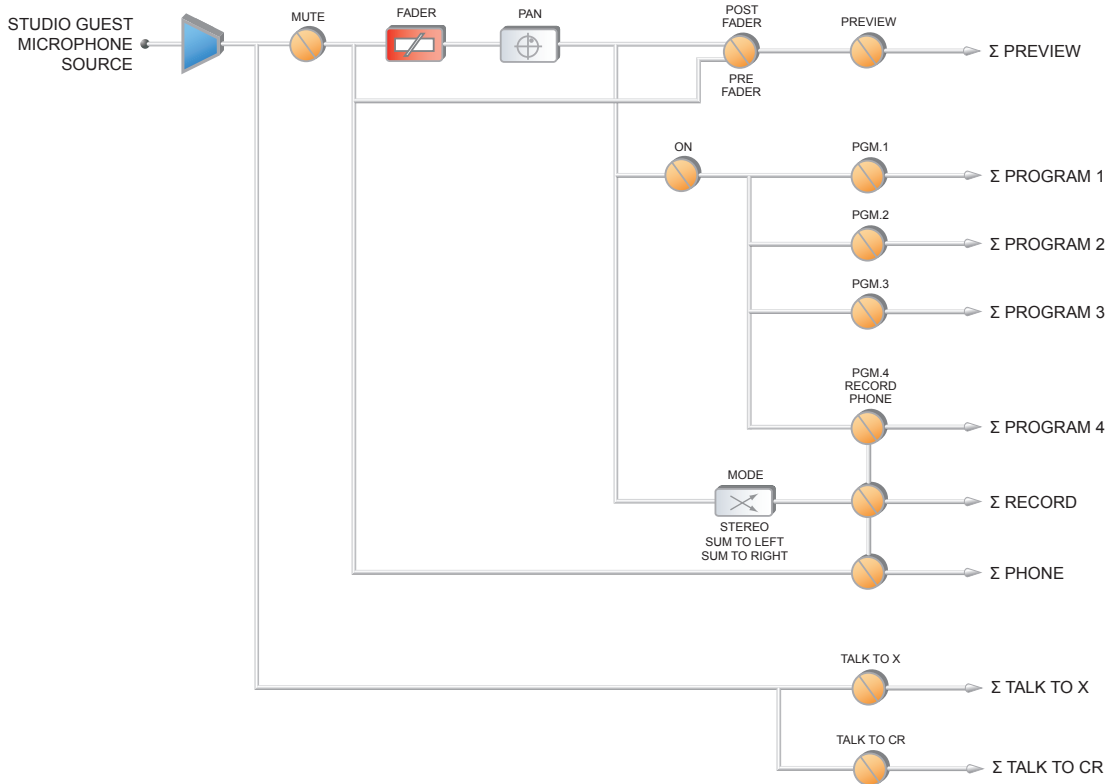 STUDIO GUEST
MICROPHONE
SOURCE
MUTE
FADER
PAN
POST
FADER
PRE
FADER
PREVIEW
Σ PREVIEW
ON
PGM.1
Σ PROGRAM 1
PGM.2
Σ PROGRAM 2
PGM.3
Σ PROGRAM 3
PGM.4
RECORD
PHONE
Σ PROGRAM 4
MODE
STEREO
SUM TO LEFT
SUM TO RIGHT
Σ RECORD
Σ PHONE
TALK TO X
Σ TALK TO X
TALK TO CR
Σ TALK TO CR